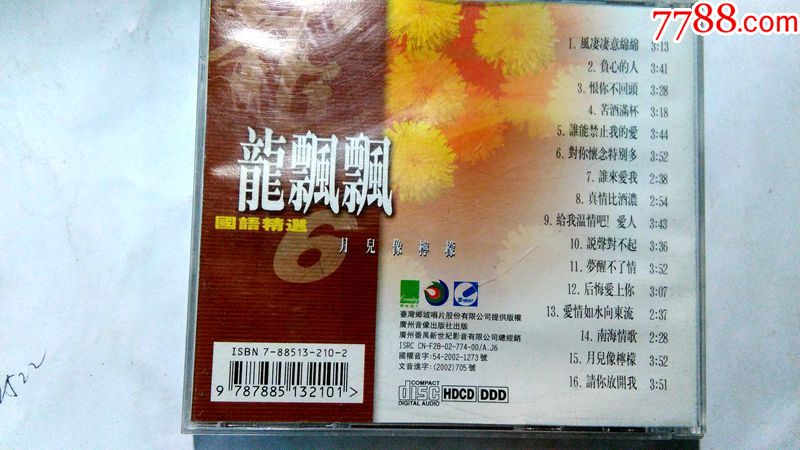 7788.com
龍飄飄
國語精選
6
月兒像檸檬
1. 風凄凄意綿綿 3:13
2. 負心的人 3:41
3. 恨你不回頭 3:28
4. 苦酒滿杯 3:18
5. 誰能禁止我的愛 3:44
6. 對你懷念特别多 3:52
7. 誰來愛我 2:38
8. 真情比酒濃 2:54
9. 給我温情吧! 愛人 3:43
10. 説聲對不起 3:36
11. 夢醒不了情 3:52
12. 后悔愛上你 3:07
13. 愛情如水向東流 2:37
14. 南海情歌 2:28
15. 月兒像檸檬 3:52
16. 請你放開我 3:51
臺灣鄉城唱片股份有限公司提供版權
廣州音像出版社出版
廣州番禺新世紀影音有限公司總經銷
ISRC CN-F28-02-774-00/A.J6
國權音字:54-2002-1273號
文音進字:(2002)705號
ISBN 7-88513-210-2
9 787885 132101
COMPACT
disc
DIGITAL AUDIO
HDCD
DDD